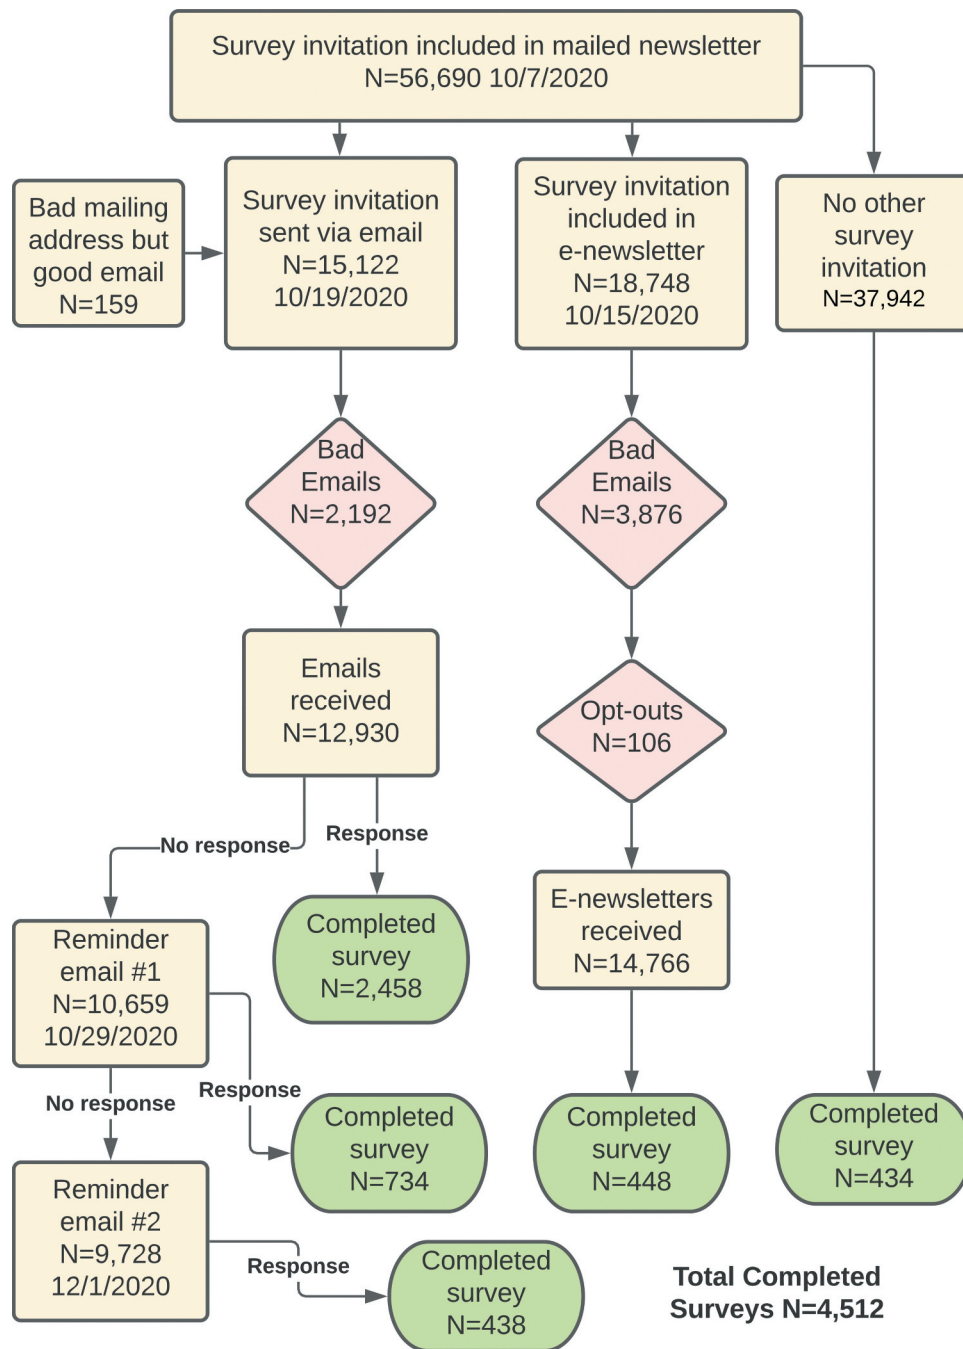 Survey invitation included in mailed newsletter
N=56,690 10/7/2020
Bad mailing
address but
good email
N=159
Survey invitation
sent via email
N=15,122
10/19/2020
Survey invitation
included in
e-newsletter
N=18,748
10/15/2020
No other
survey
invitation
N=37,942
Bad
Emails
N=2,192
Bad
Emails
N=3,876
Emails
received
N=12,930
Opt-outs
N=106
No response
Response
E-newsletters
received
N=14,766
Completed
survey
N=2,458
Reminder
email #1
N=10,659
10/29/2020
No response
Response
Completed
survey
N=734
Completed
survey
N=448
Completed
survey
N=434
Reminder
email #2
N=9,728
12/1/2020
Response
Completed
survey
N=438
Total Completed
Surveys N=4,512